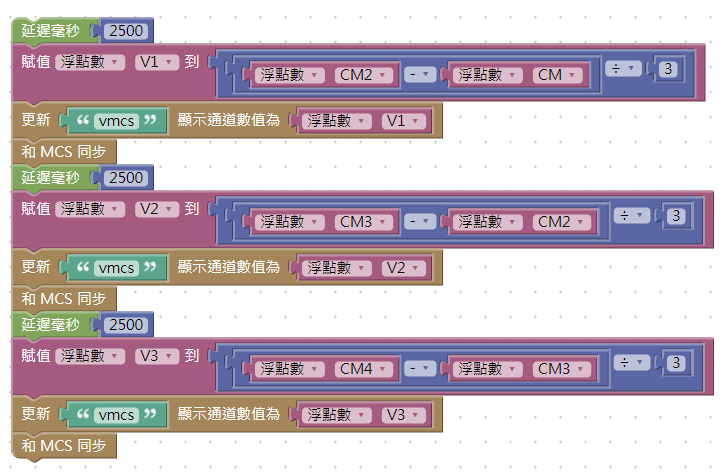 延遲毫秒 2500
賦值 浮點數 V1 到 浮點數 CM2 - 浮點數 CM ÷ 3
更新 “ vmcs ” 顯示通道數值為 浮點數 V1
和 MCS 同步
延遲毫秒 2500
賦值 浮點數 V2 到 浮點數 CM3 - 浮點數 CM2 ÷ 3
更新 “ vmcs ” 顯示通道數值為 浮點數 V2
和 MCS 同步
延遲毫秒 2500
賦值 浮點數 V3 到 浮點數 CM4 - 浮點數 CM3 ÷ 3
更新 “ vmcs ” 顯示通道數值為 浮點數 V3
和 MCS 同步